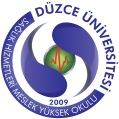 DÜZCE ÜNİVERSİTESİ
SAĞLIK HİZMETLERİ MESLEK YÜKSEK OKULU
2009